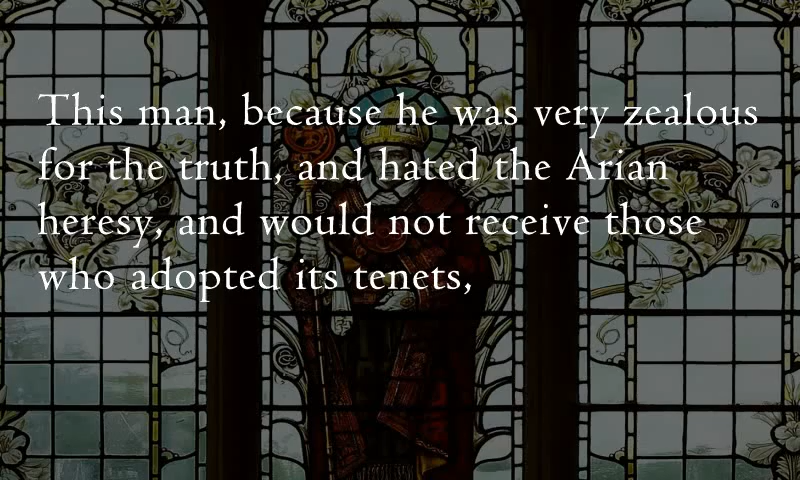 This man, because he was very zealous
for the truth, and hated the Arian
heresy, and would not receive those
who adopted its tenets,